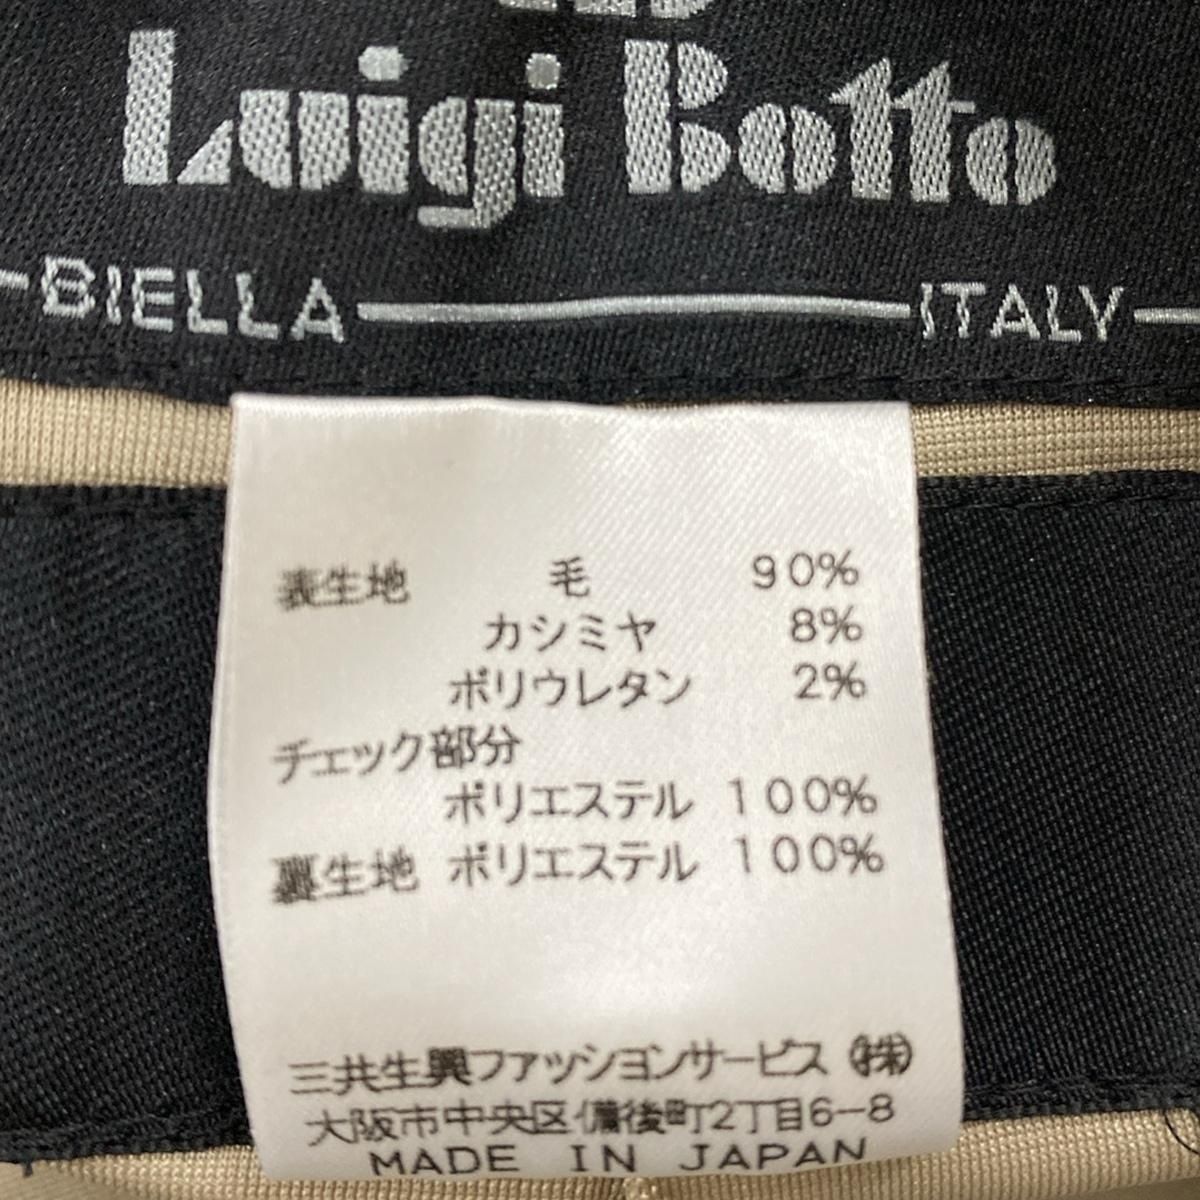 Luigi Botto
BIELLA ITALY
表生地 毛 90%
カシミヤ 8%
ポリウレタン 2%
チェック部分
ポリエステル 100%
裏生地 ポリエステル 100%
三共生興ファッションサービス ㈱
大阪市中央区備後町2丁目6-8
MADE IN JAPAN